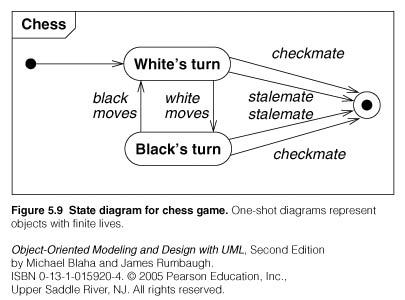 Chess
White's turn
checkmate
black
moves
white
moves
stalemate
stalemate
Black's turn
checkmate
Figure 5.9 State diagram for chess game. One-shot diagrams represent
objects with finite lives.
Object-Oriented Modeling and Design with UML, Second Edition
by Michael Blaha and James Rumbaugh.
ISBN 0-13-1-015920-4. © 2005 Pearson Education, Inc.,
Upper Saddle River, NJ. All rights reserved.